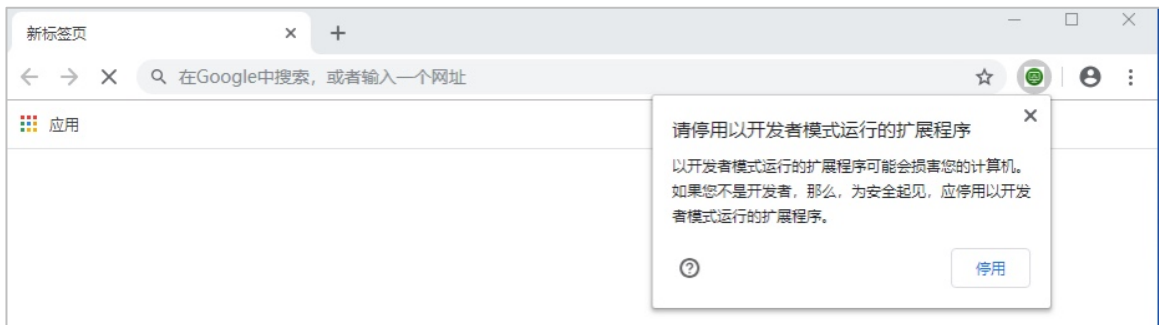 新标签页
在Google中搜索，或者输入一个网址
应用
请停用以开发者模式运行的扩展程序
以开发者模式运行的扩展程序可能会损害您的计算机。
如果您不是开发者，那么，为安全起见，应停用以开发
者模式运行的扩展程序。
停用